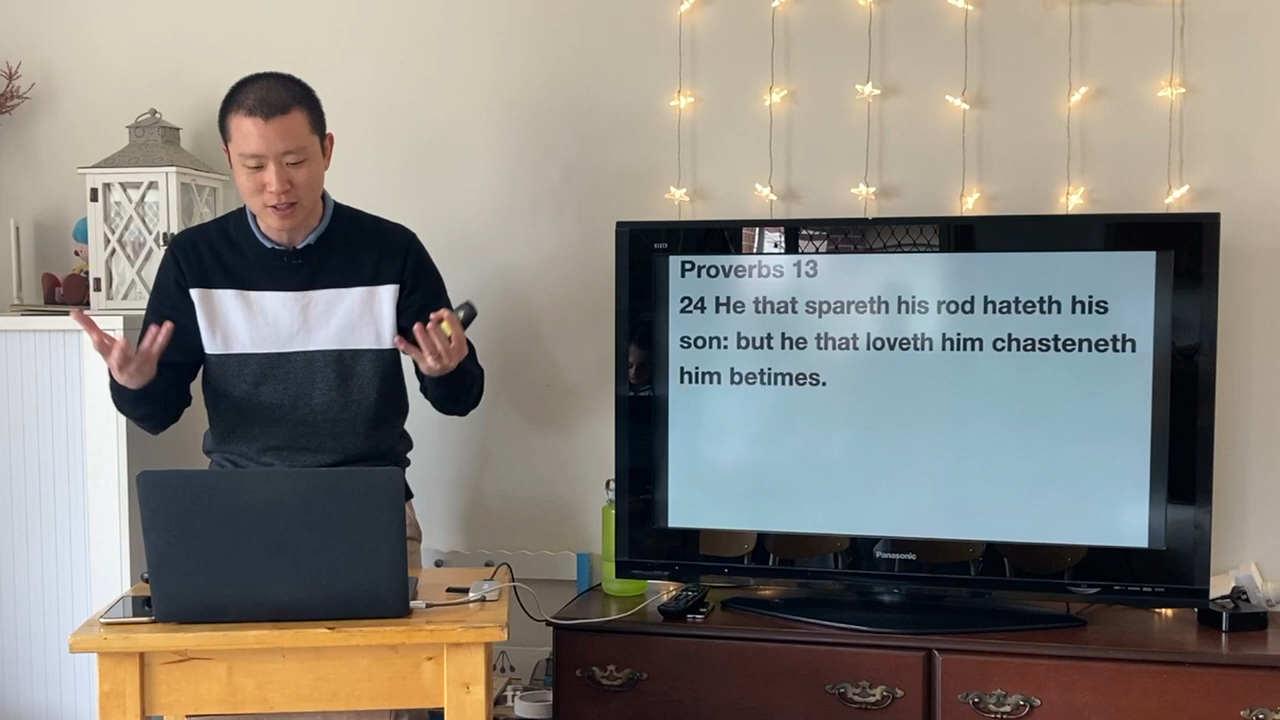 Proverbs 13
24 He that spareth his rod hateth his
son: but he that loveth him chasteneth
him betimes.
Panasonic